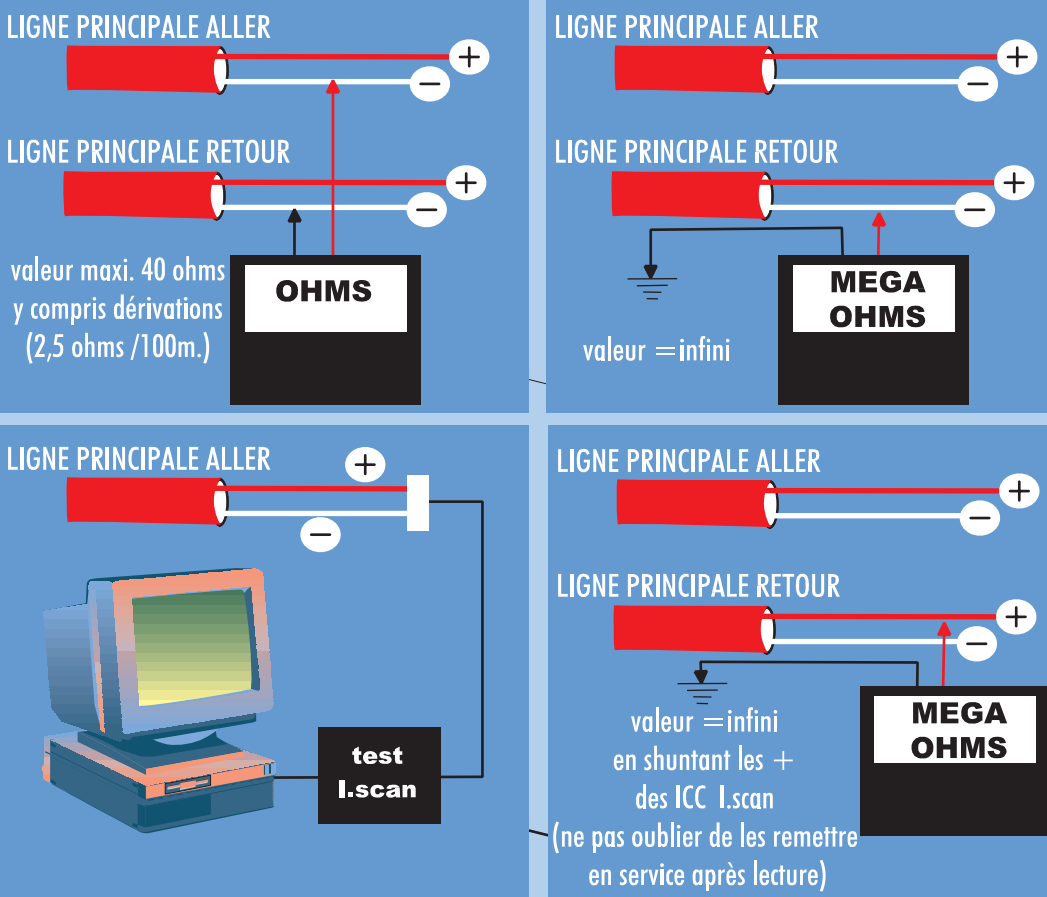 LIGNE PRINCIPALE ALLER
+
−
LIGNE PRINCIPALE RETOUR
+
−
valeur maxi. 40 ohms
y compris dérivations
(2,5 ohms /100m.)
OHMS
LIGNE PRINCIPALE ALLER
+
−
LIGNE PRINCIPALE RETOUR
+
−
MEGA
OHMS
valeur =infini
LIGNE PRINCIPALE ALLER
+
−
test
I.scan
LIGNE PRINCIPALE ALLER
+
−
LIGNE PRINCIPALE RETOUR
+
−
MEGA
OHMS
valeur =infini
en shuntant les +
des ICC I.scan
(ne pas oublier de les remettre
en service après lecture)